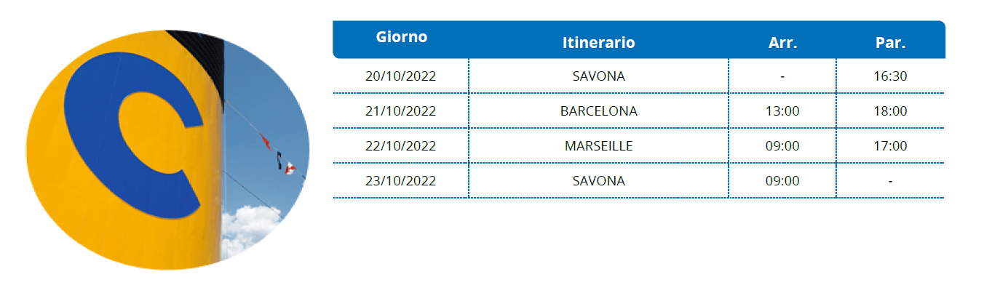 C
Giorno Itinerario Arr. Par.
20/10/2022 SAVONA - 16:30
21/10/2022 BARCELONA 13:00 18:00
22/10/2022 MARSEILLE 09:00 17:00
23/10/2022 SAVONA 09:00 -